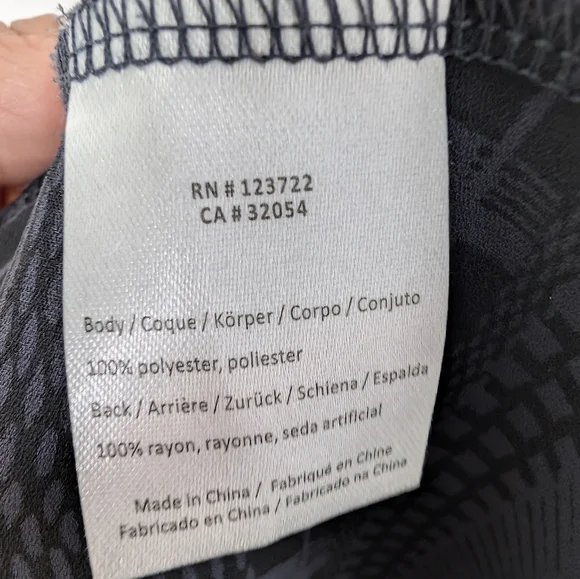 RN # 123722
CA # 32054
Body / Coque / Körper / Corpo / Conjuto
100% polyester, poliester
Back / Arrière / Zurück / Schiena / Espalda
100% rayon, rayonne, seda artificial
Made in China / Fabriqué en Chine
Fabricado en China / Fabricado na China